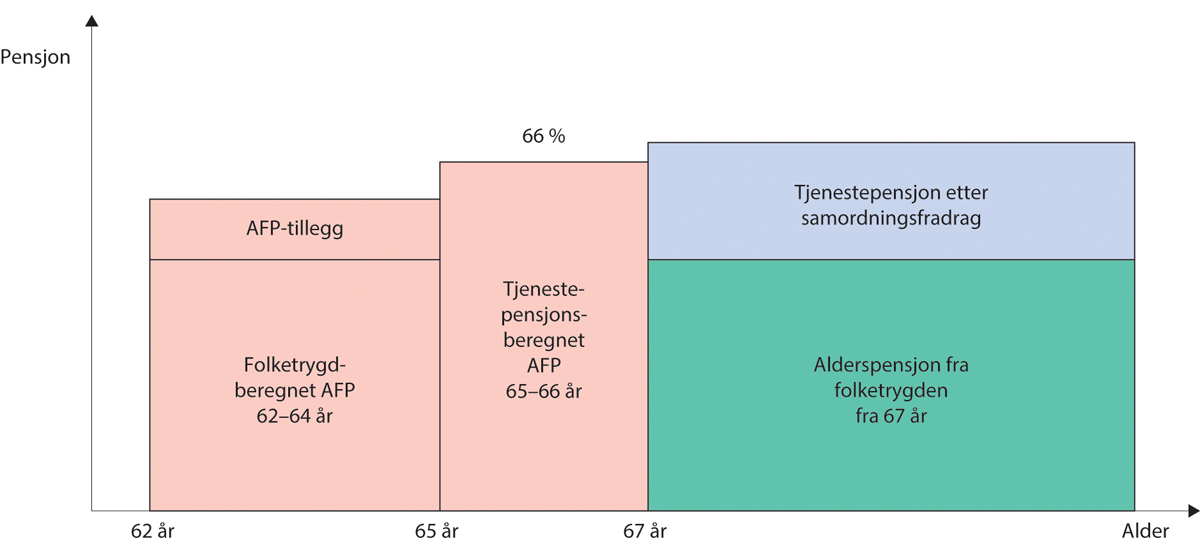 Pensjon
66 %
AFP-tillegg
Folketrygd-
beregnet AFP
62–64 år
Tjeneste-
pensjons-
beregnet
AFP
65–66 år
Tjenestepensjon etter
samordningsfradrag
Alderspensjon fra
folketrygden
fra 67 år
62 år
65 år
67 år
Alder